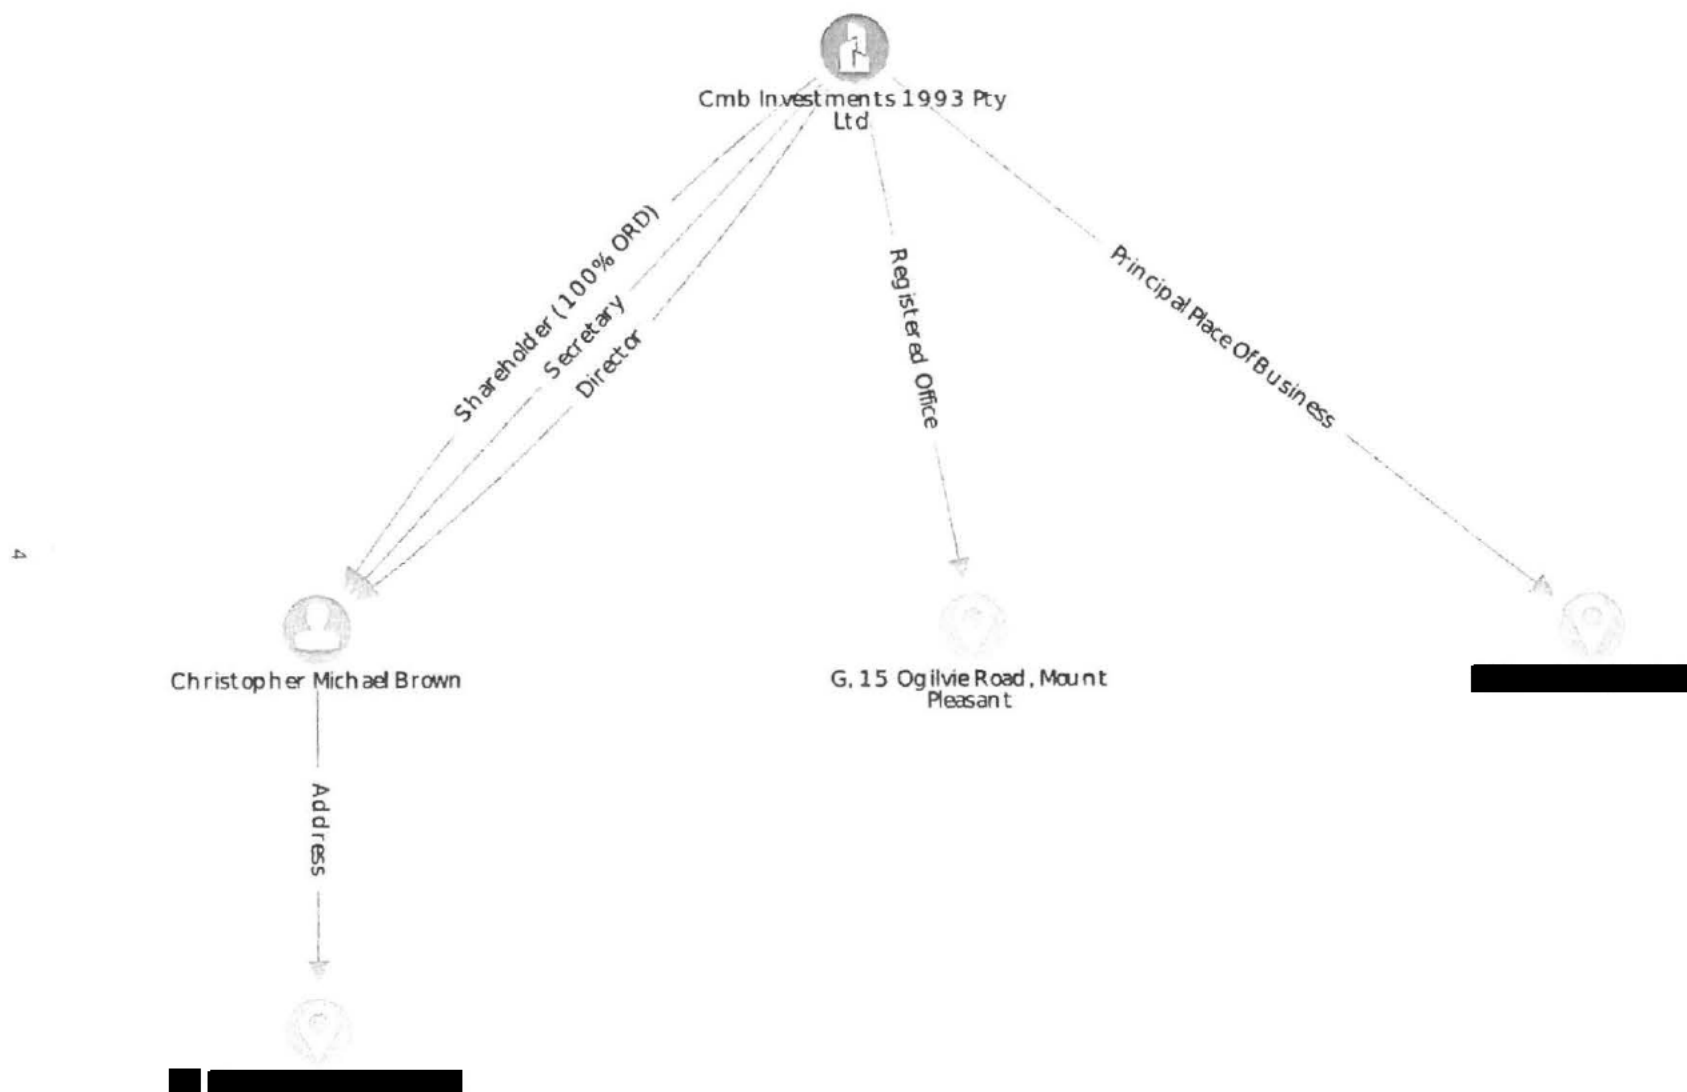 Cmb Investments 1993 Pty
Ltd
Shareholder (100% ORD)
Secretary
Director
Registered Office
Principal Place Of Business
4
Christopher Michael Brown
G, 15 Ogilvie Road, Mount
Pleasant
Address